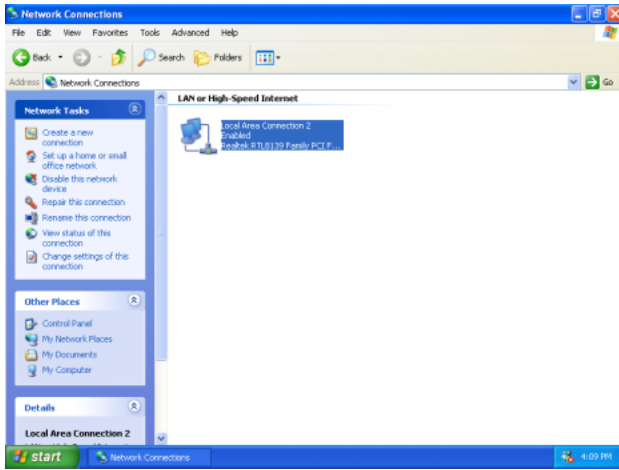 Network Connections
File Edit View Favorites Tools Advanced Help
Back Search Folders
Address Network Connections Go
Network Tasks
Create a new
connection
Set up a home or small
office network
Disable this network
device
Repair this connection
Rename this connection
View status of this
connection
Change settings of this
connection
Other Places
Control Panel
My Network Places
My Documents
My Computer
Details
Local Area Connection 2
LAN or High-Speed Internet
Local Area Connection 2
Enabled
Realtek RTL8139 Family PCI F...
start Network Connections 4:09 PM